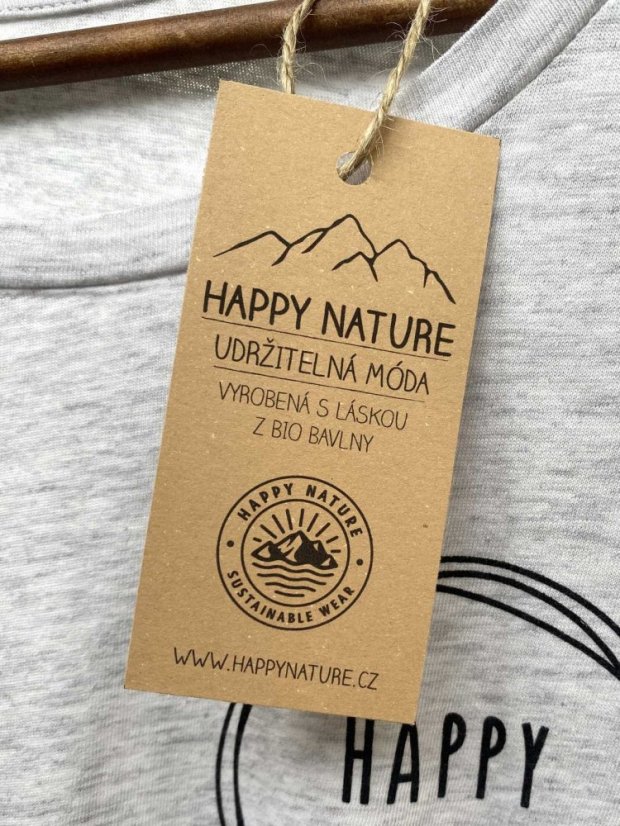 HAPPY NATURE
UDRŽITELNÁ MÓDA
VYROBENÁ S LÁSKOU
Z BIO BAVLNY
HAPPY NATURE
SUSTAINABLE WEAR
WWW.HAPPYNATURE.CZ
HAPPY